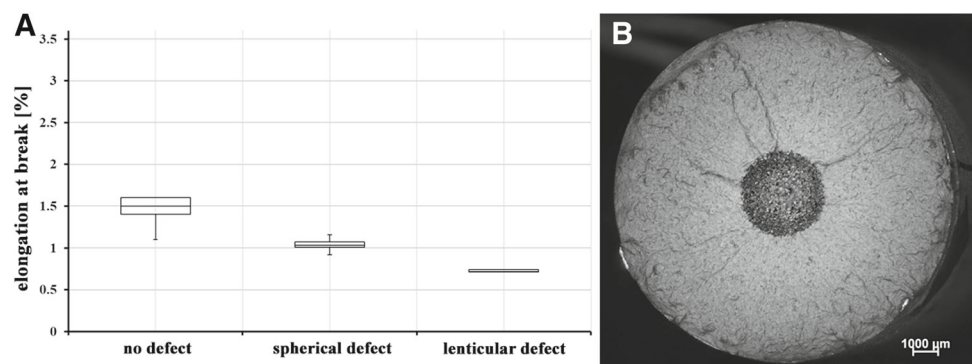 A
elongation at break [%]
3.5
3
2.5
2
1.5
1
0.5
0
no defect
spherical defect
lenticular defect
B
1000 µm